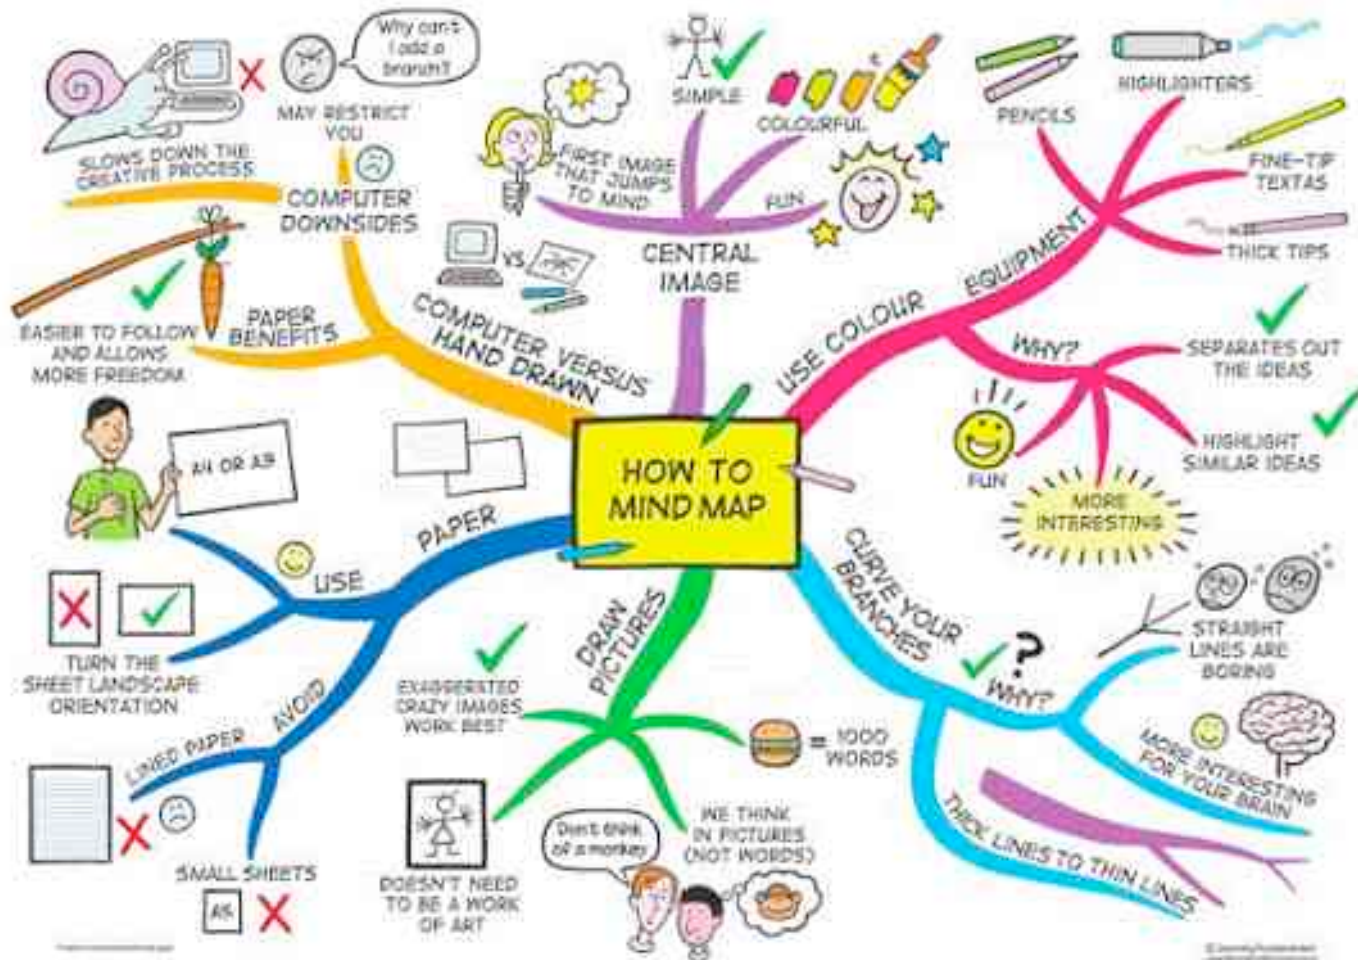 Why can't
I add a
branch?
MAY RESTRICT
YOU
SLOWS DOWN THE
CREATIVE PROCESS
COMPUTER
DOWNSIDES
EASIER TO FOLLOW
AND ALLOWS
MORE FREEDOM
PAPER
BENEFITS
COMPUTER VERSUS
HAND DRAWN
VS
FIRST IMAGE
THAT JUMPS
TO MIND
SIMPLE
COLOURFUL
FUN
CENTRAL
IMAGE
USE COLOUR
EQUIPMENT
PENCILS
HIGHLIGHTERS
FINE-TIP
TEXTAS
THICK TIPS
WHY?
SEPARATES OUT
THE IDEAS
HIGHLIGHT
SIMILAR IDEAS
MORE
INTERESTING
FUN
HOW TO
MIND MAP
PAPER
USE
A4 OR A3
TURN THE
SHEET LANDSCAPE
ORIENTATION
AVOID
LINED PAPER
SMALL SHEETS
A5
DRAW
PICTURES
EXAGGERATED
CRAZY IMAGES
WORK BEST
DOESN'T NEED
TO BE A WORK
OF ART
Don't think
of a monkey
WE THINK
IN PICTURES
(NOT WORDS)
= 1000
WORDS
CURVE YOUR
BRANCHES
?
WHY?
STRAIGHT
LINES ARE
BORING
MORE INTERESTING
FOR YOUR BRAIN
THICK LINES TO THIN LINES